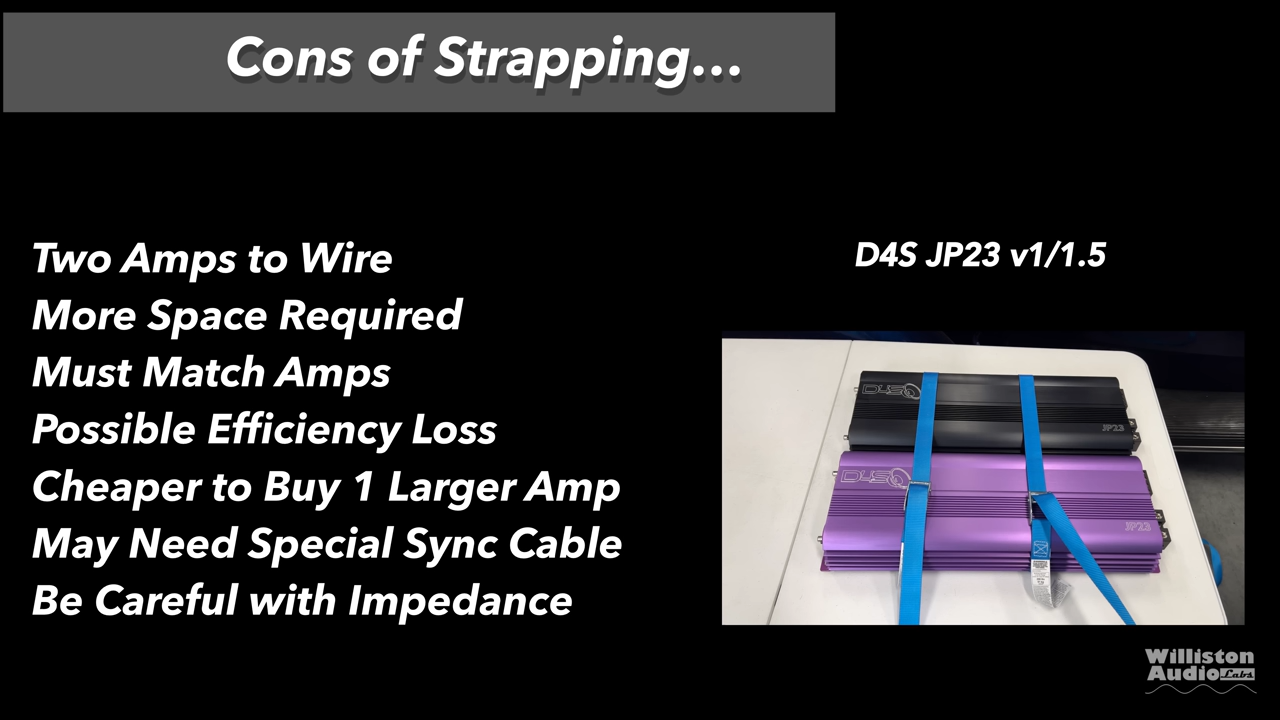 Cons of Strapping...
Two Amps to Wire
More Space Required
Must Match Amps
Possible Efficiency Loss
Cheaper to Buy 1 Larger Amp
May Need Special Sync Cable
Be Careful with Impedance
D4S JP23 v1/1.5
D4S
JP23
D4S
JP23
Williston
Audio Labs